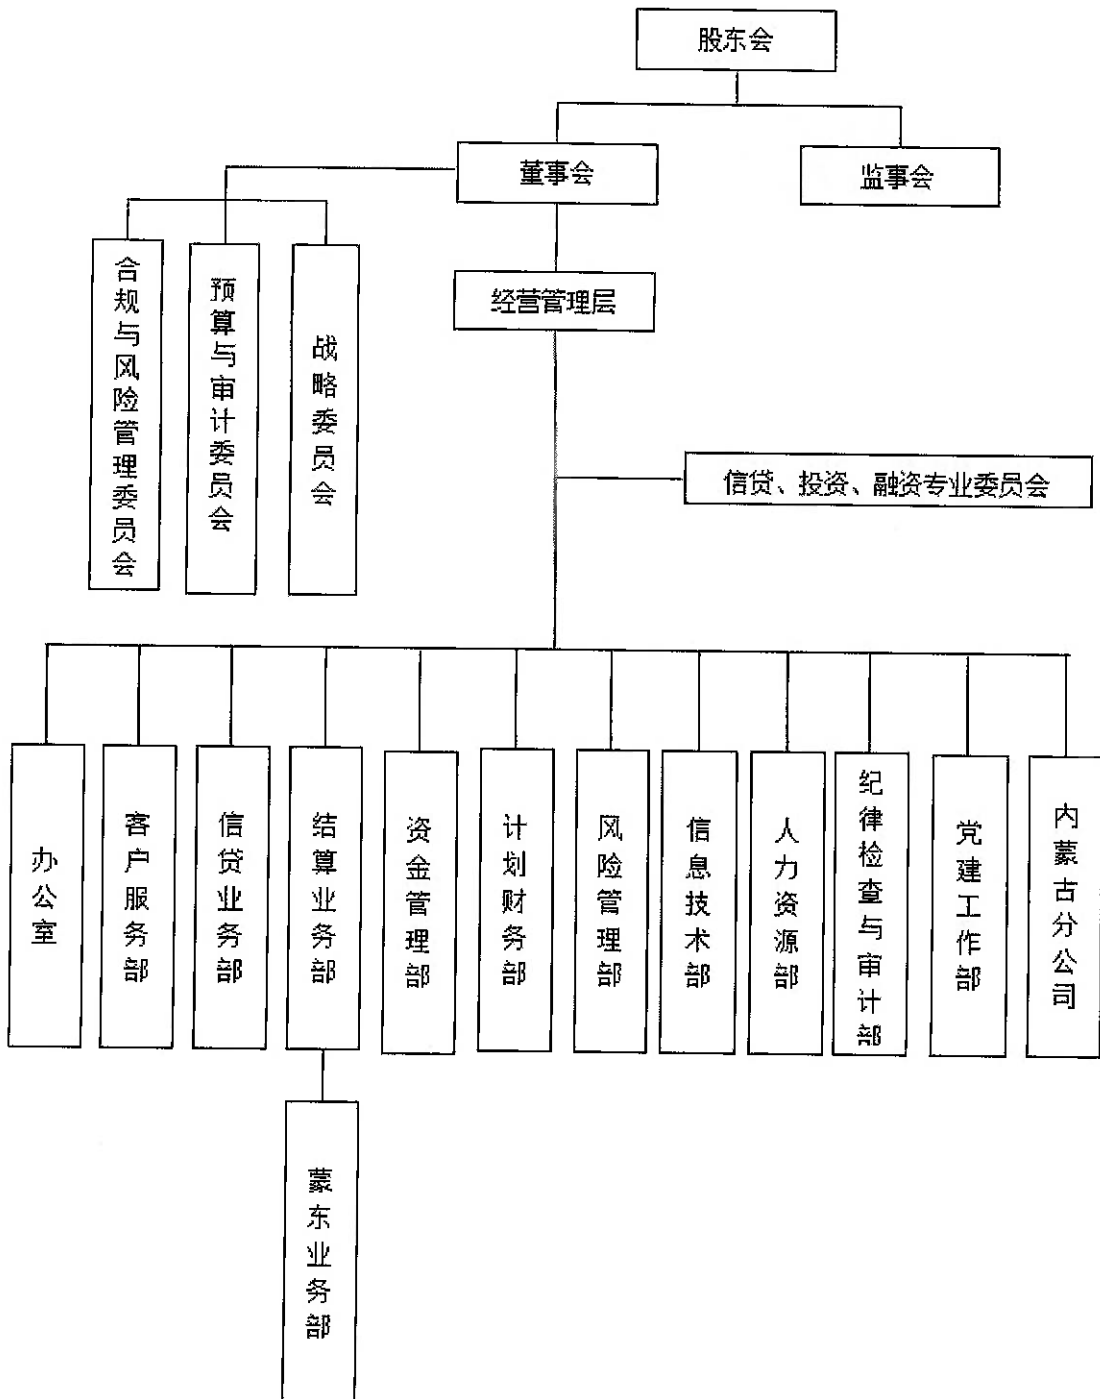 股东会
董事会
监事会
合规与风险管理委员会
预算与审计委员会
战略委员会
经营管理层
信贷、投资、融资专业委员会
办公室
客户服务部
信贷业务部
结算业务部
资金管理部
计划财务部
风险管理部
信息技术部
人力资源部
纪律检查与审计部
党建工作部
内蒙古分公司
蒙东业务部